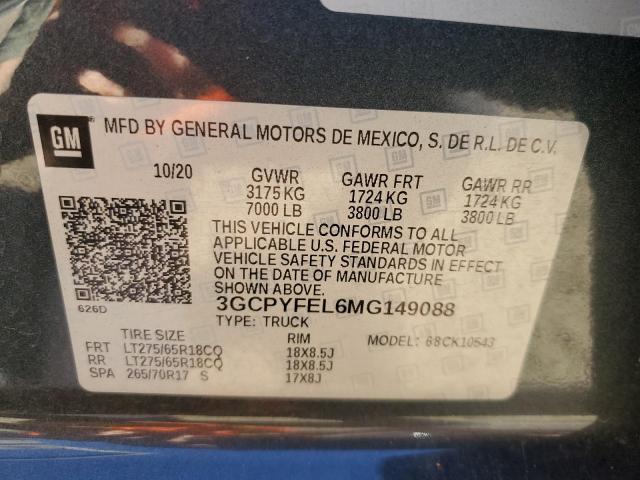 GM
MFD BY GENERAL MOTORS DE MEXICO, S. DE R.L. DE C.V.
10/20 GVWR GAWR FRT GAWR RR
3175 KG 1724 KG 1724 KG
7000 LB 3800 LB 3800 LB
THIS VEHICLE CONFORMS TO ALL
APPLICABLE U.S. FEDERAL MOTOR
VEHICLE SAFETY STANDARDS IN EFFECT
ON THE DATE OF MANUFACTURE
SHOWN ABOVE.
626D
3GCPYFEL6MG149088
TYPE: TRUCK MODEL: 68CK10543
TIRE SIZE RIM
FRT LT275/65R18CQ 18X8.5J
RR LT275/65R18CQ 18X8.5J
SPA 265/70R17 S 17X8J